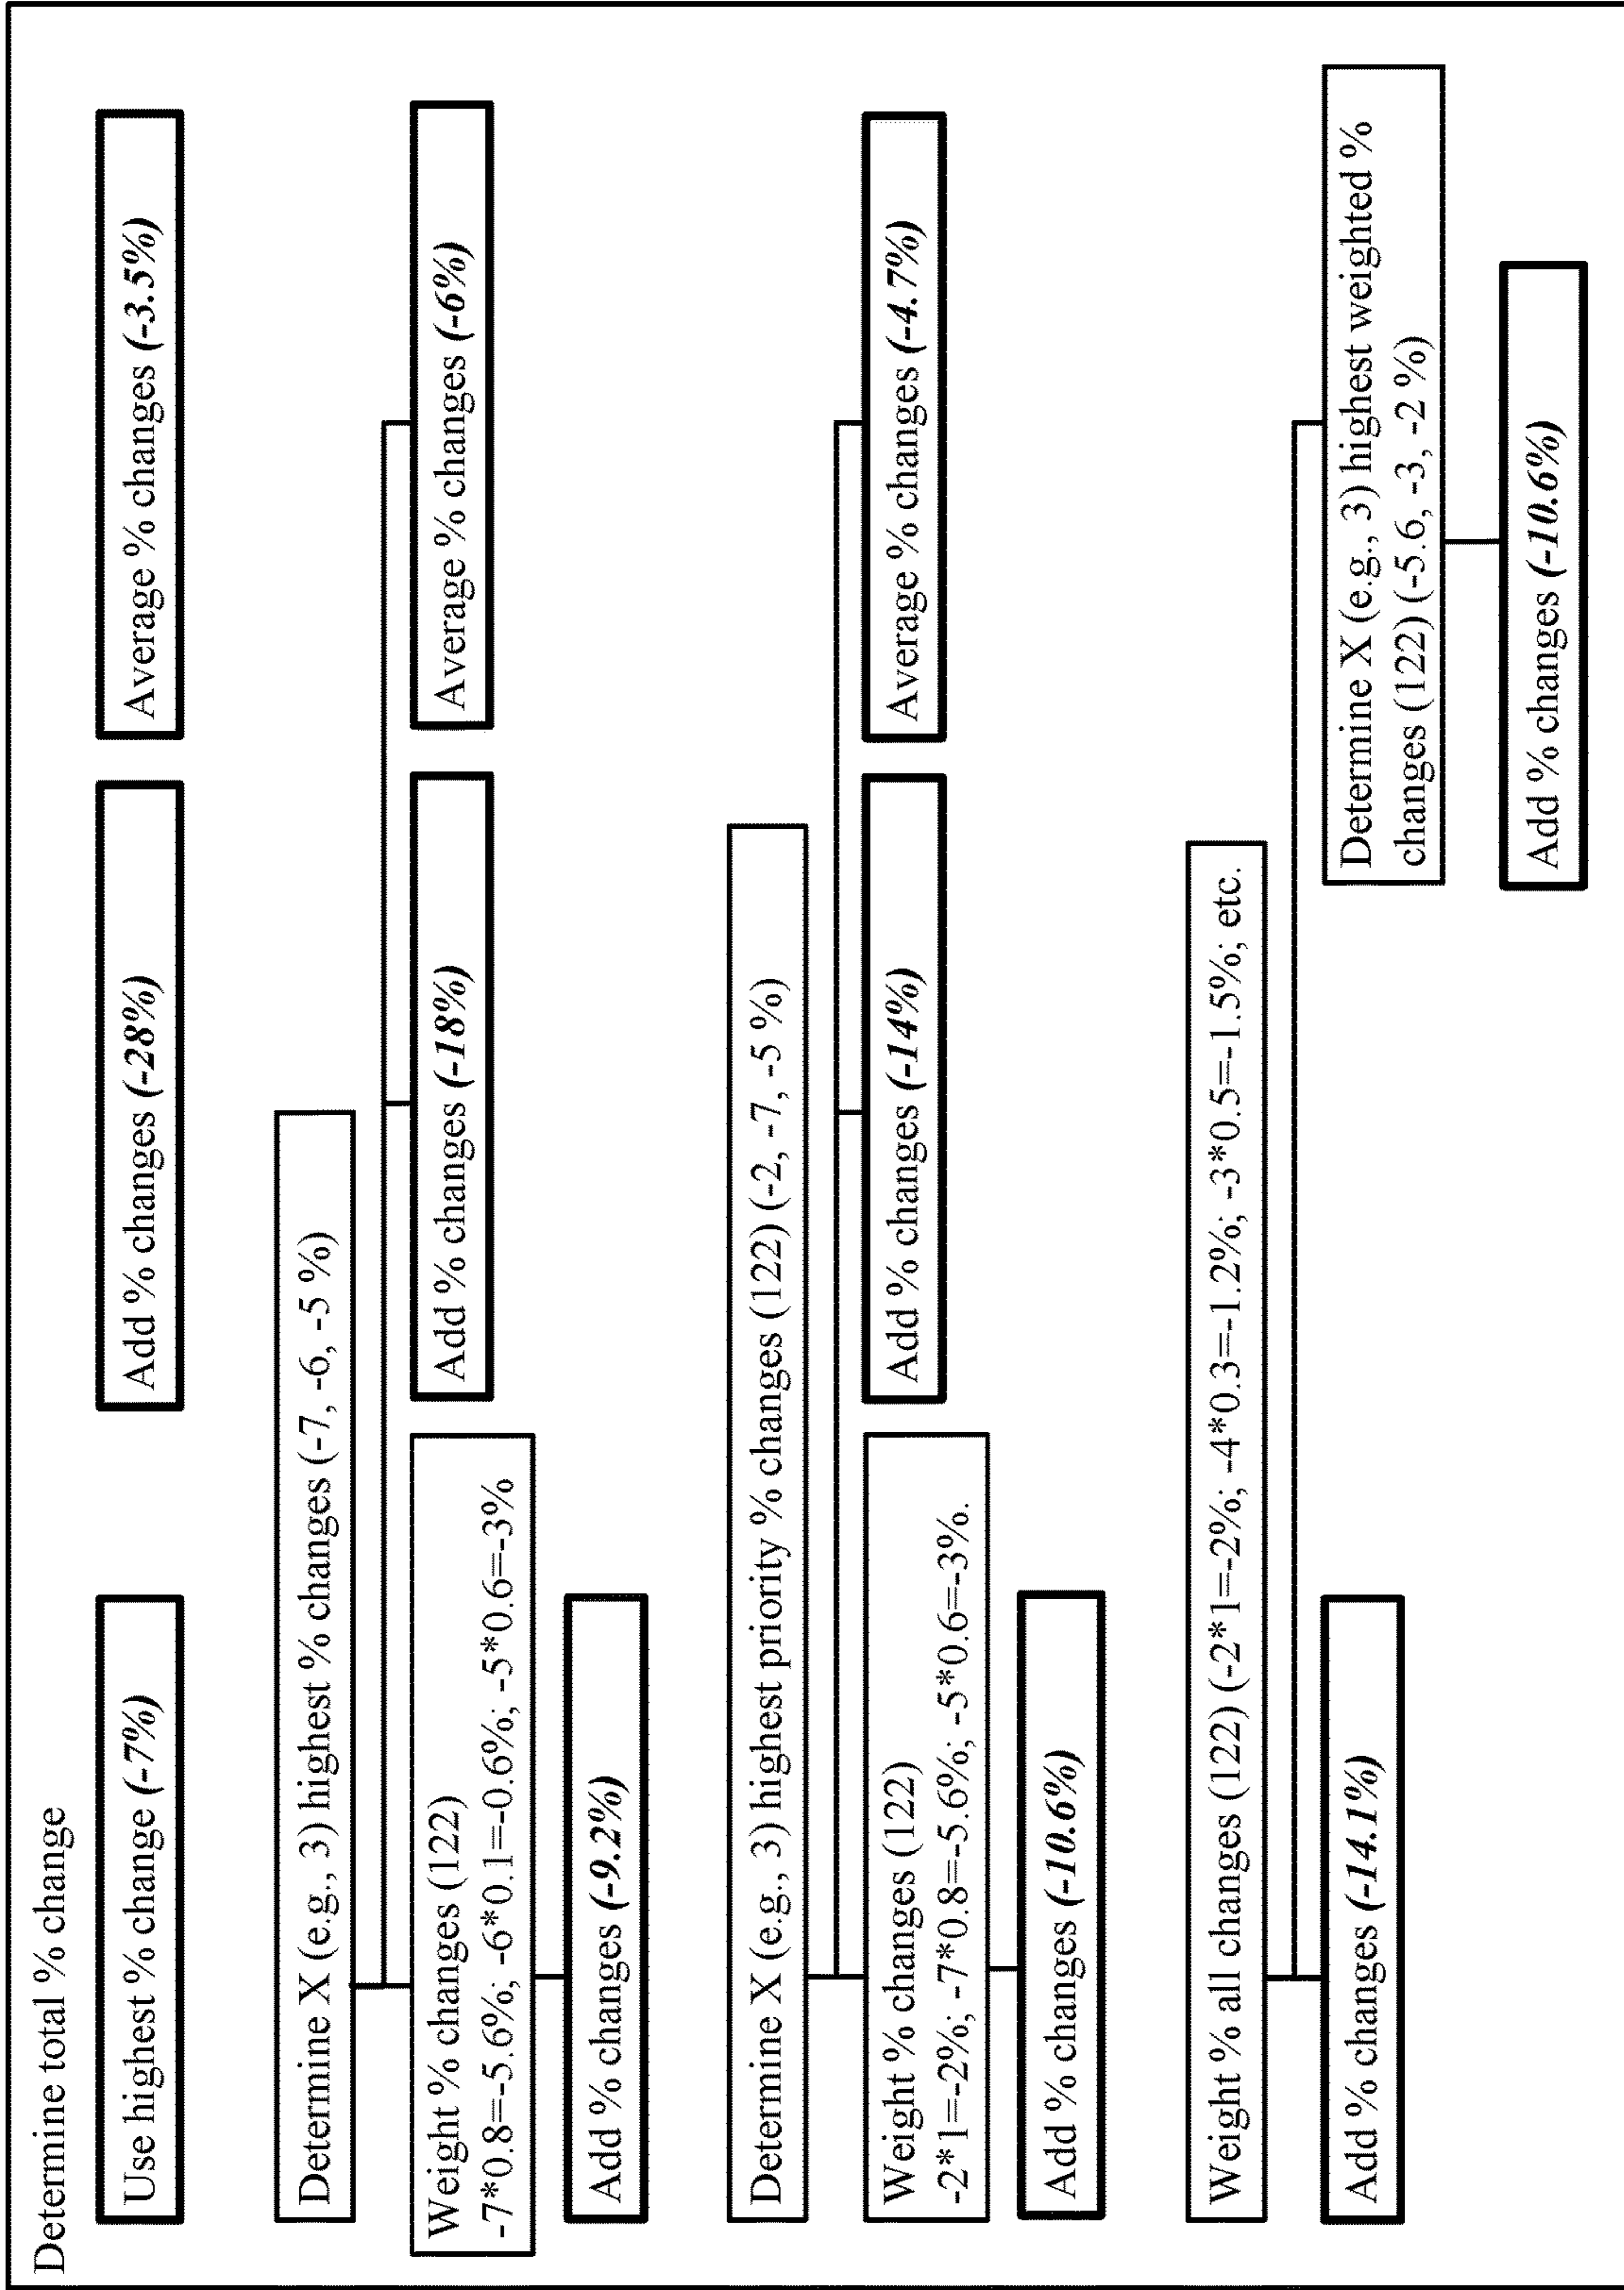 Determine total % change
Use highest % change (-7%)
Add % changes (-28%)
Average % changes (-3.5%)
Determine X (e.g., 3) highest % changes (-7, -6, -5 %)
Weight % changes (122)
-7*0.8=-5.6%; -6*0.1=-0.6%; -5*0.6=-3%
Add % changes (-18%)
Average % changes (-6%)
Add % changes (-9.2%)
Determine X (e.g., 3) highest priority % changes (122) (-2, -7, -5 %)
Weight % changes (122)
-2*1=-2%; -7*0.8=-5.6%; -5*0.6=-3%.
Add % changes (-14%)
Average % changes (-4.7%)
Add % changes (-10.6%)
Weight % all changes (122) (-2*1=-2%; -4*0.3=-1.2%; -3*0.5=-1.5%; etc.
Add % changes (-14.1%)
Determine X (e.g., 3) highest weighted %
changes (122) (-5.6, -3, -2 %)
Add % changes (-10.6%)